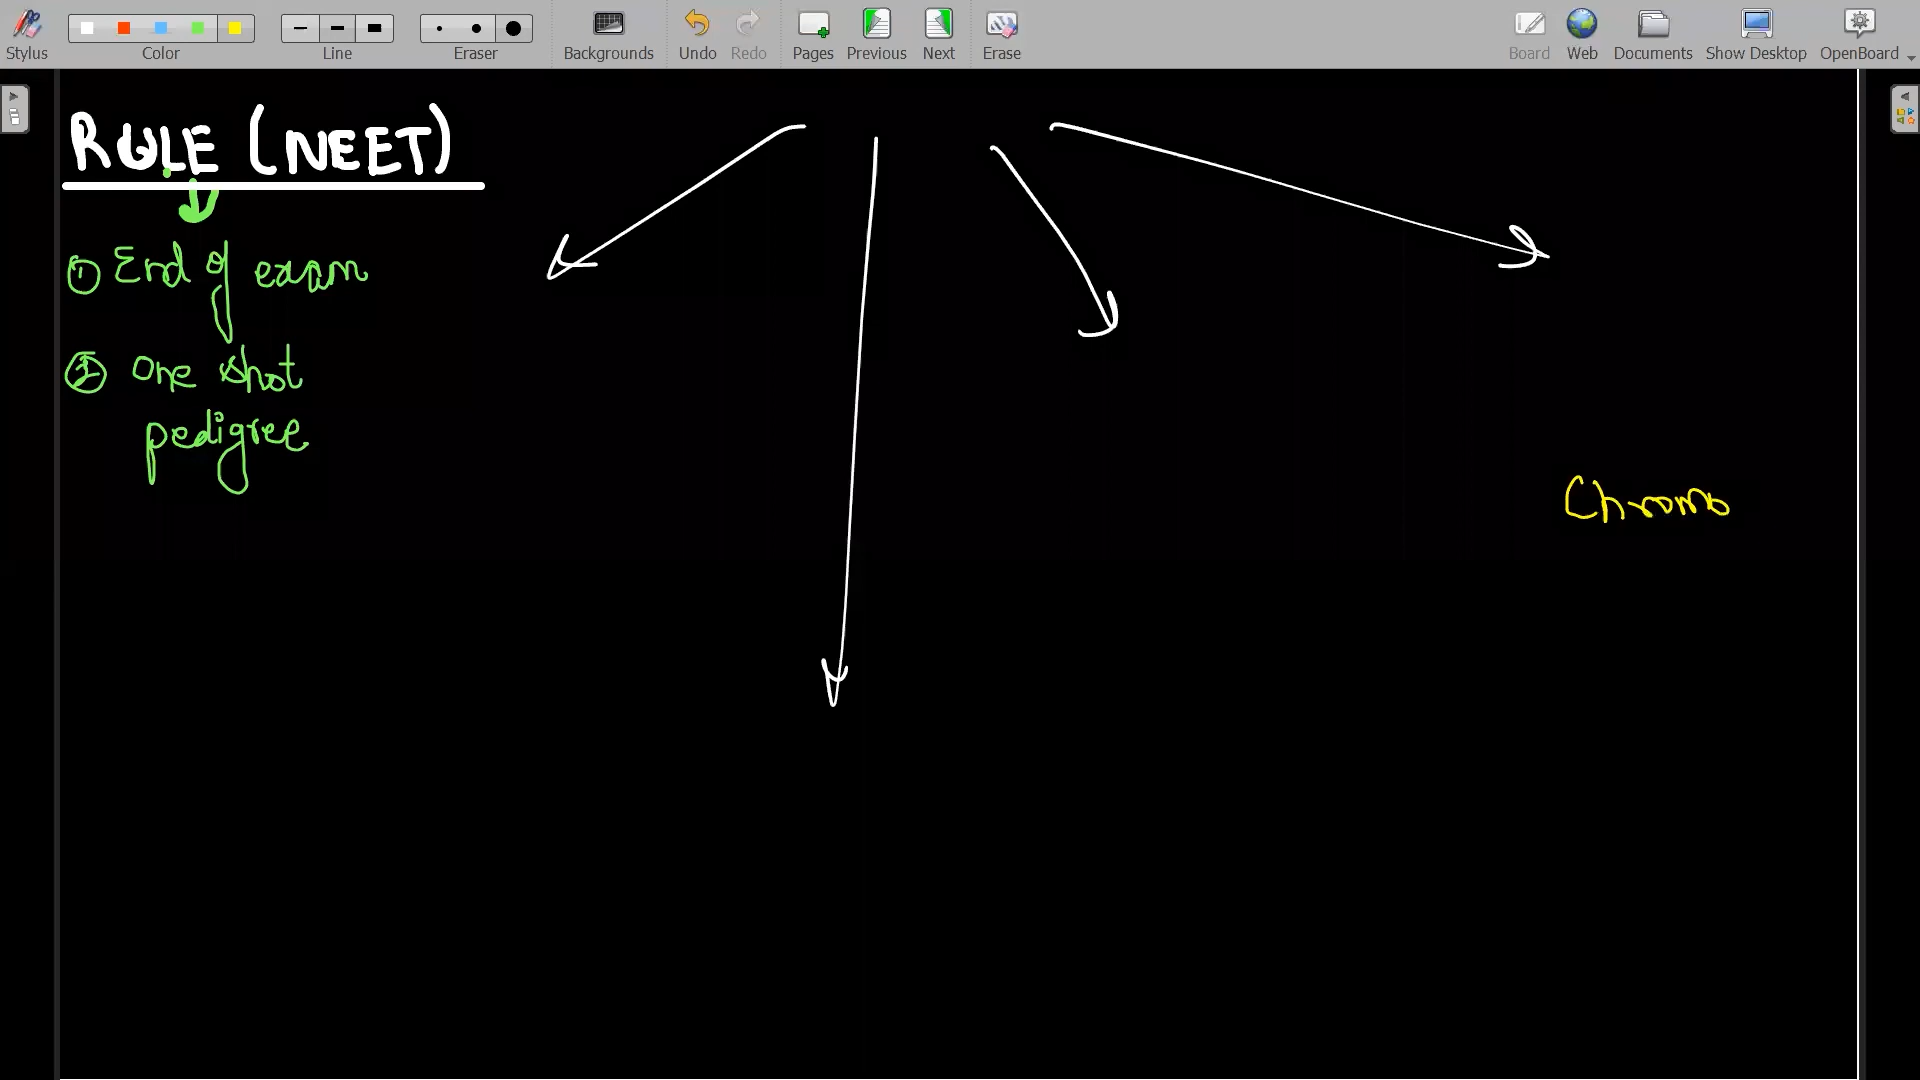 Stylus Color Line Eraser Backgrounds Undo Redo Pages Previous Next Erase Board Web Documents Show Desktop OpenBoard
RULE (NEET)
① End of exam
② One shot
pedigree
Chromo